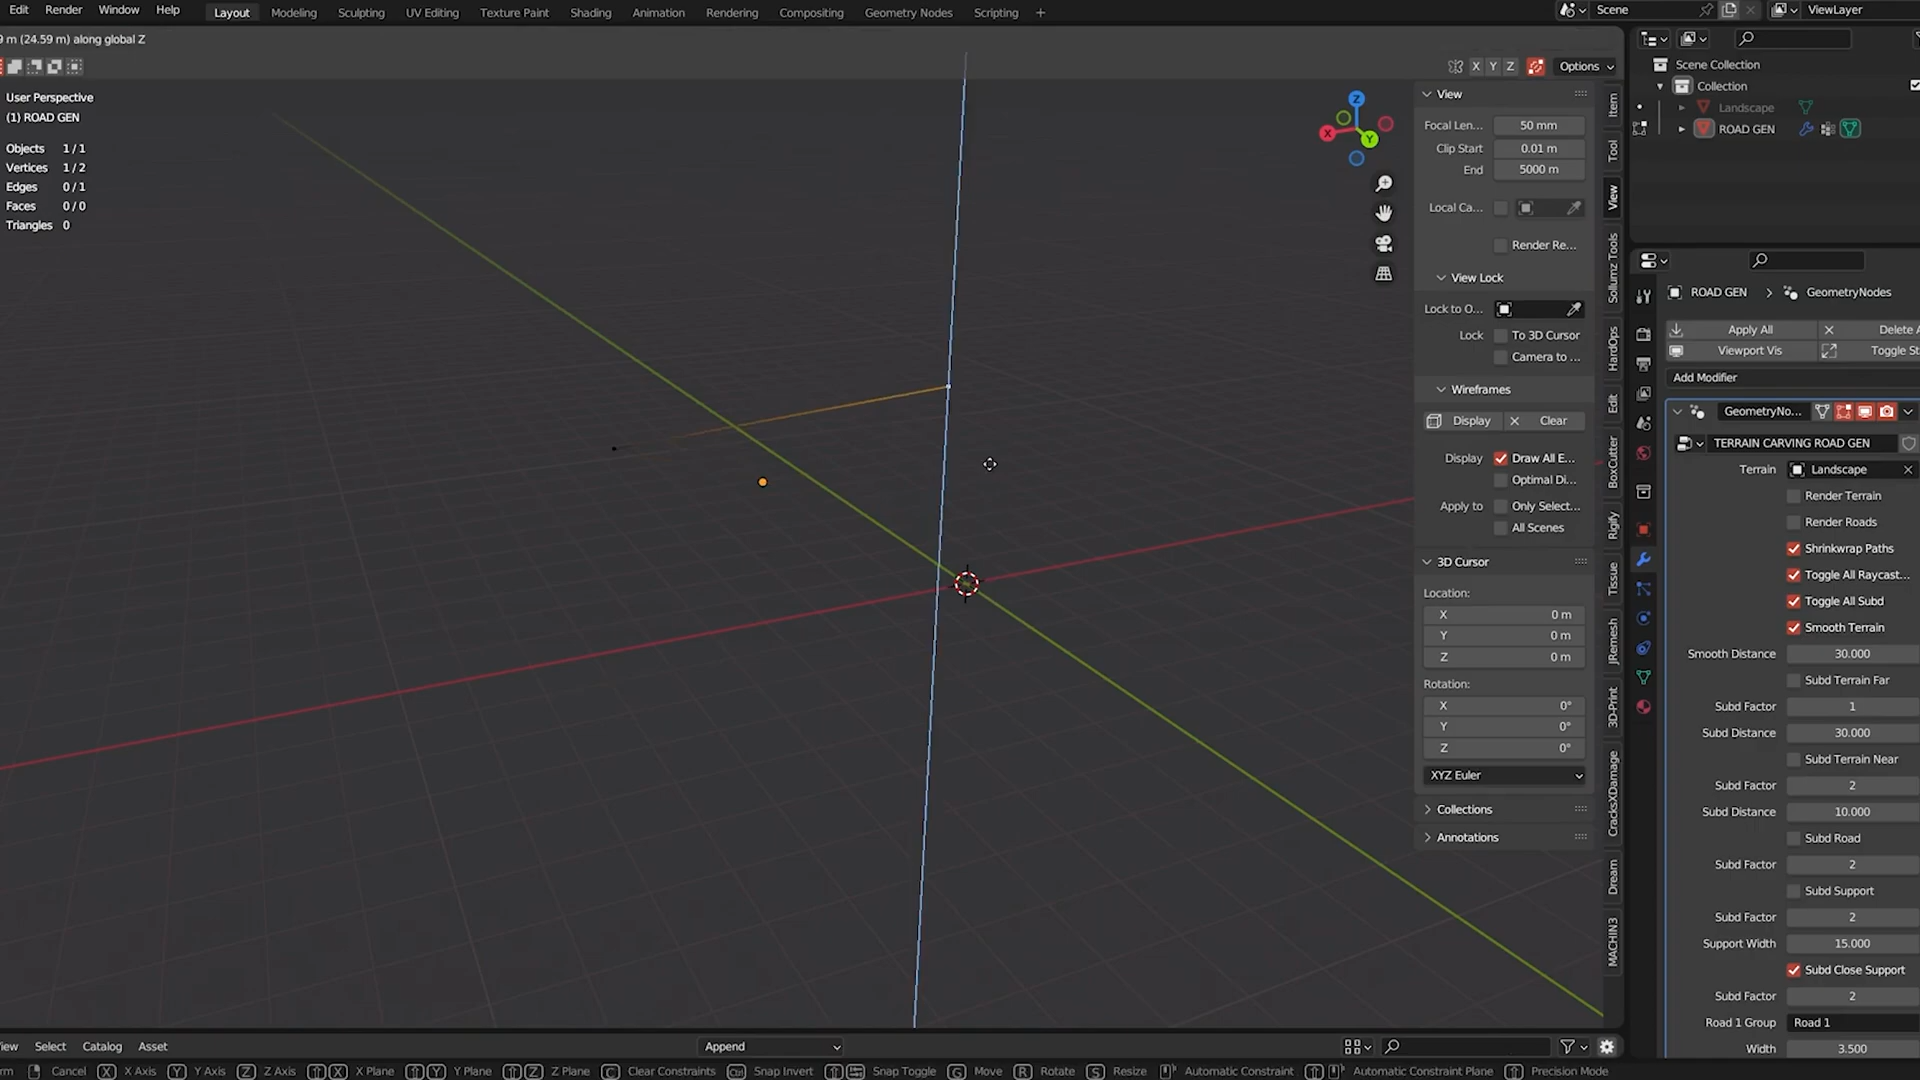 Edit Render Window Help Layout Modeling Sculpting UV Editing Texture Paint Shading Animation Rendering Compositing Geometry Nodes Scripting + Scene ViewLayer
9 m (24.59 m) along global Z
X Y Z Options
User Perspective
(1) ROAD GEN
Objects 1 / 1
Vertices 1 / 2
Edges 0 / 1
Faces 0 / 0
Triangles 0
Z
X
Y
View
Focal Len... 50 mm
Clip Start 0.01 m
End 5000 m
Local Ca...
Render Re...
View Lock
Lock to O...
Lock To 3D Cursor
Camera to ...
Wireframes
Display Clear
Display Draw All E...
Optimal Di...
Apply to Only Select...
All Scenes
3D Cursor
Location:
X 0 m
Y 0 m
Z 0 m
Rotation:
X 0°
Y 0°
Z 0°
XYZ Euler
Collections
Annotations
Item
Tool
View
Sollumz Tools
HardOps
Edit
BoxCutter
Rigify
Tissue
JRemesh
3D-Print
CracksXDamage
Dream
MACHIN3
Scene Collection
Collection
Landscape
ROAD GEN
ROAD GEN > GeometryNodes
Apply All Delete A
Viewport Vis Toggle St
Add Modifier
GeometryNo...
TERRAIN CARVING ROAD GEN
Terrain Landscape
Render Terrain
Render Roads
Shrinkwrap Paths
Toggle All Raycast...
Toggle All Subd
Smooth Terrain
Smooth Distance 30.000
Subd Terrain Far
Subd Factor 1
Subd Distance 30.000
Subd Terrain Near
Subd Factor 2
Subd Distance 10.000
Subd Road
Subd Factor 2
Subd Support
Subd Factor 2
Support Width 15.000
Subd Close Support
Subd Factor 2
Road 1 Group Road 1
Width 3.500
iew Select Catalog Asset Append
rm Cancel X X Axis Y Y Axis Z Z Axis X X Plane Y Y Plane Z Z Plane C Clear Constraints Ctrl Snap Invert Snap Toggle G Move R Rotate S Resize Automatic Constraint Automatic Constraint Plane Precision Mode